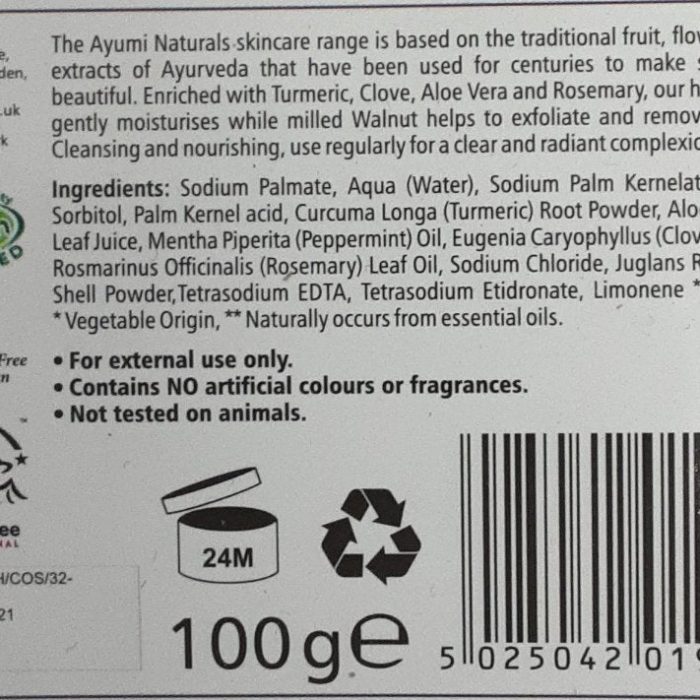 The Ayumi Naturals skincare range is based on the traditional fruit,
extracts of Ayurveda that have been used for centuries to make
beautiful. Enriched with Turmeric, Clove, Aloe Vera and Rosemary, our
gently moisturises while milled Walnut helps to exfoliate and
Cleansing and nourishing, use regularly for a clear and radiant
Ingredients: Sodium Palmate, Aqua (Water), Sodium Palm
Sorbitol, Palm Kernel acid, Curcuma Longa (Turmeric) Root Powder,
Leaf Juice, Mentha Piperita (Peppermint) Oil, Eugenia Caryophyllus
Rosmarinus Officinalis (Rosemary) Leaf Oil, Sodium Chloride, Juglans
Shell Powder, Tetrasodium EDTA, Tetrasodium Etidronate, Limonene *
*Vegetable Origin, ** Naturally occurs from essential oils.
• For external use only.
• Contains NO artificial colours or fragrances.
• Not tested on animals.
.uk
Free
/COS/32-
21
24M
100g℮
5 025042 01